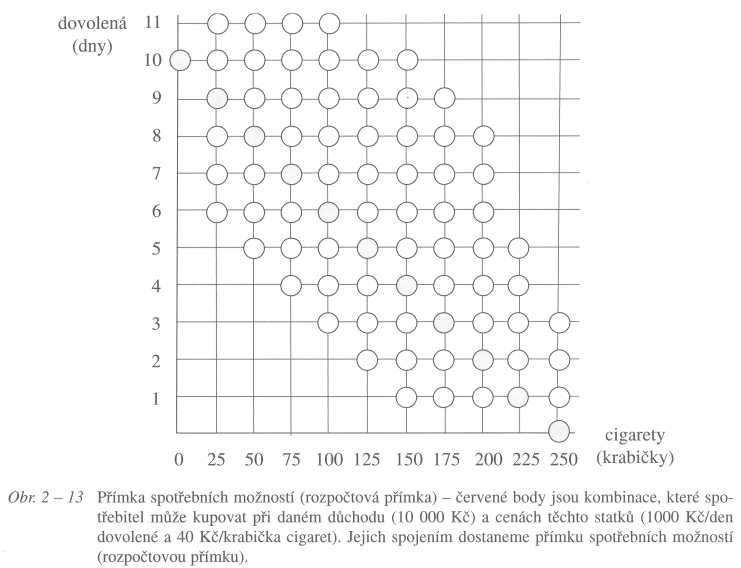 dovolená 11
(dny)
10
9
8
7
6
5
4
3
2
1
cigarety
0 25 50 75 100 125 150 175 200 225 250 (krabičky)
Obr. 2 – 13 Přímka spotřebních možností (rozpočtová přímka) – červené body jsou kombinace, které spo-
třebitel může kupovat při daném důchodu (10 000 Kč) a cenách těchto statků (1000 Kč/den
dovolené a 40 Kč/krabička cigaret). Jejich spojením dostaneme přímku spotřebních možností
(rozpočtovou přímku).